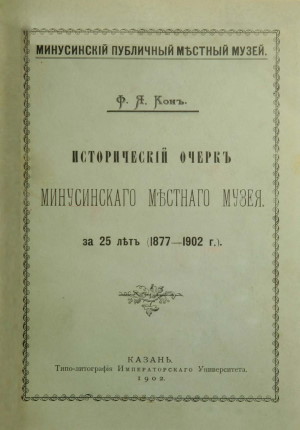 МИНУСИНСКІЙ ПУБЛИЧНЫЙ МѢСТНЫЙ МУЗЕЙ.
Ф. Я. Конъ.
ИСТОРИЧЕСКІЙ ОЧЕРКЪ
МИНУСИНСКАГО МѢСТНАГО МУЗЕЯ.
за 25 лѣтъ (1877—1902 г.).
КАЗАНЬ.
Типо-литографія Императорскаго Университета.
1902.